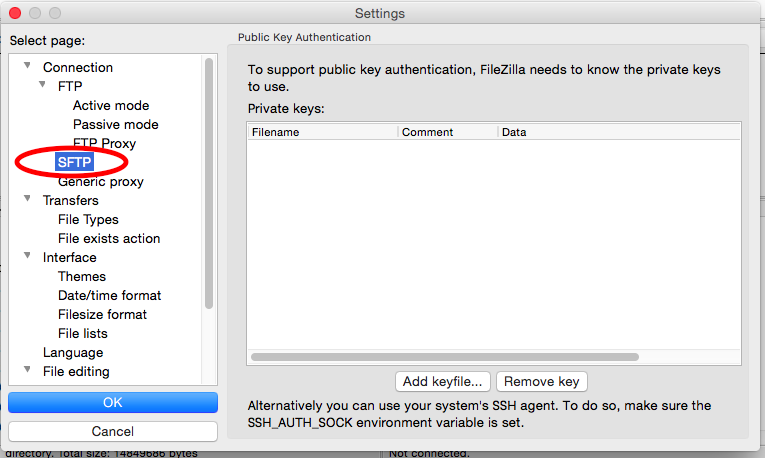 Settings
Select page:
Connection
FTP
Active mode
Passive mode
FTP Proxy
SFTP
Generic proxy
Transfers
File Types
File exists action
Interface
Themes
Date/time format
Filesize format
File lists
Language
File editing
OK
Cancel
Public Key Authentication
To support public key authentication, FileZilla needs to know the private keys
to use.
Private keys:
Filename Comment Data
Add keyfile... Remove key
Alternatively you can use your system's SSH agent. To do so, make sure the
SSH_AUTH_SOCK environment variable is set.
directory. Total size: 14849686 bytes
Not connected.